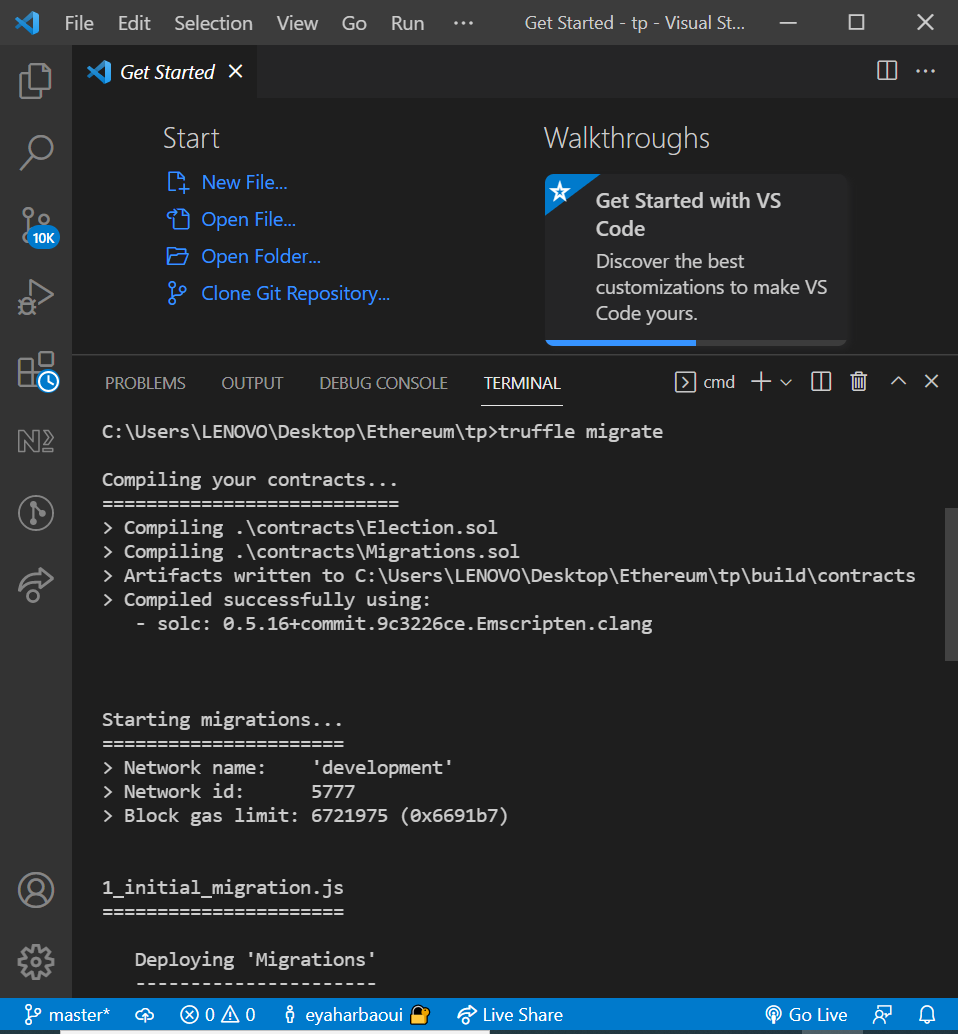 File Edit Selection View Go Run ··· Get Started - tp - Visual St...
Get Started
Start
New File...
Open File...
Open Folder...
Clone Git Repository...
Walkthroughs
Get Started with VS
Code
Discover the best
customizations to make VS
Code yours.
10K
PROBLEMS OUTPUT DEBUG CONSOLE TERMINAL cmd
C:\Users\LENOVO\Desktop\Ethereum\tp>truffle migrate
Compiling your contracts...
===========================
> Compiling .\contracts\Election.sol
> Compiling .\contracts\Migrations.sol
> Artifacts written to C:\Users\LENOVO\Desktop\Ethereum\tp\build\contracts
> Compiled successfully using:
- solc: 0.5.16+commit.9c3226ce.Emscripten.clang
Starting migrations...
======================
> Network name: 'development'
> Network id: 5777
> Block gas limit: 6721975 (0x6691b7)
1_initial_migration.js
======================
Deploying 'Migrations'
----------------------
master* 0 0 eyaharbaoui Live Share Go Live